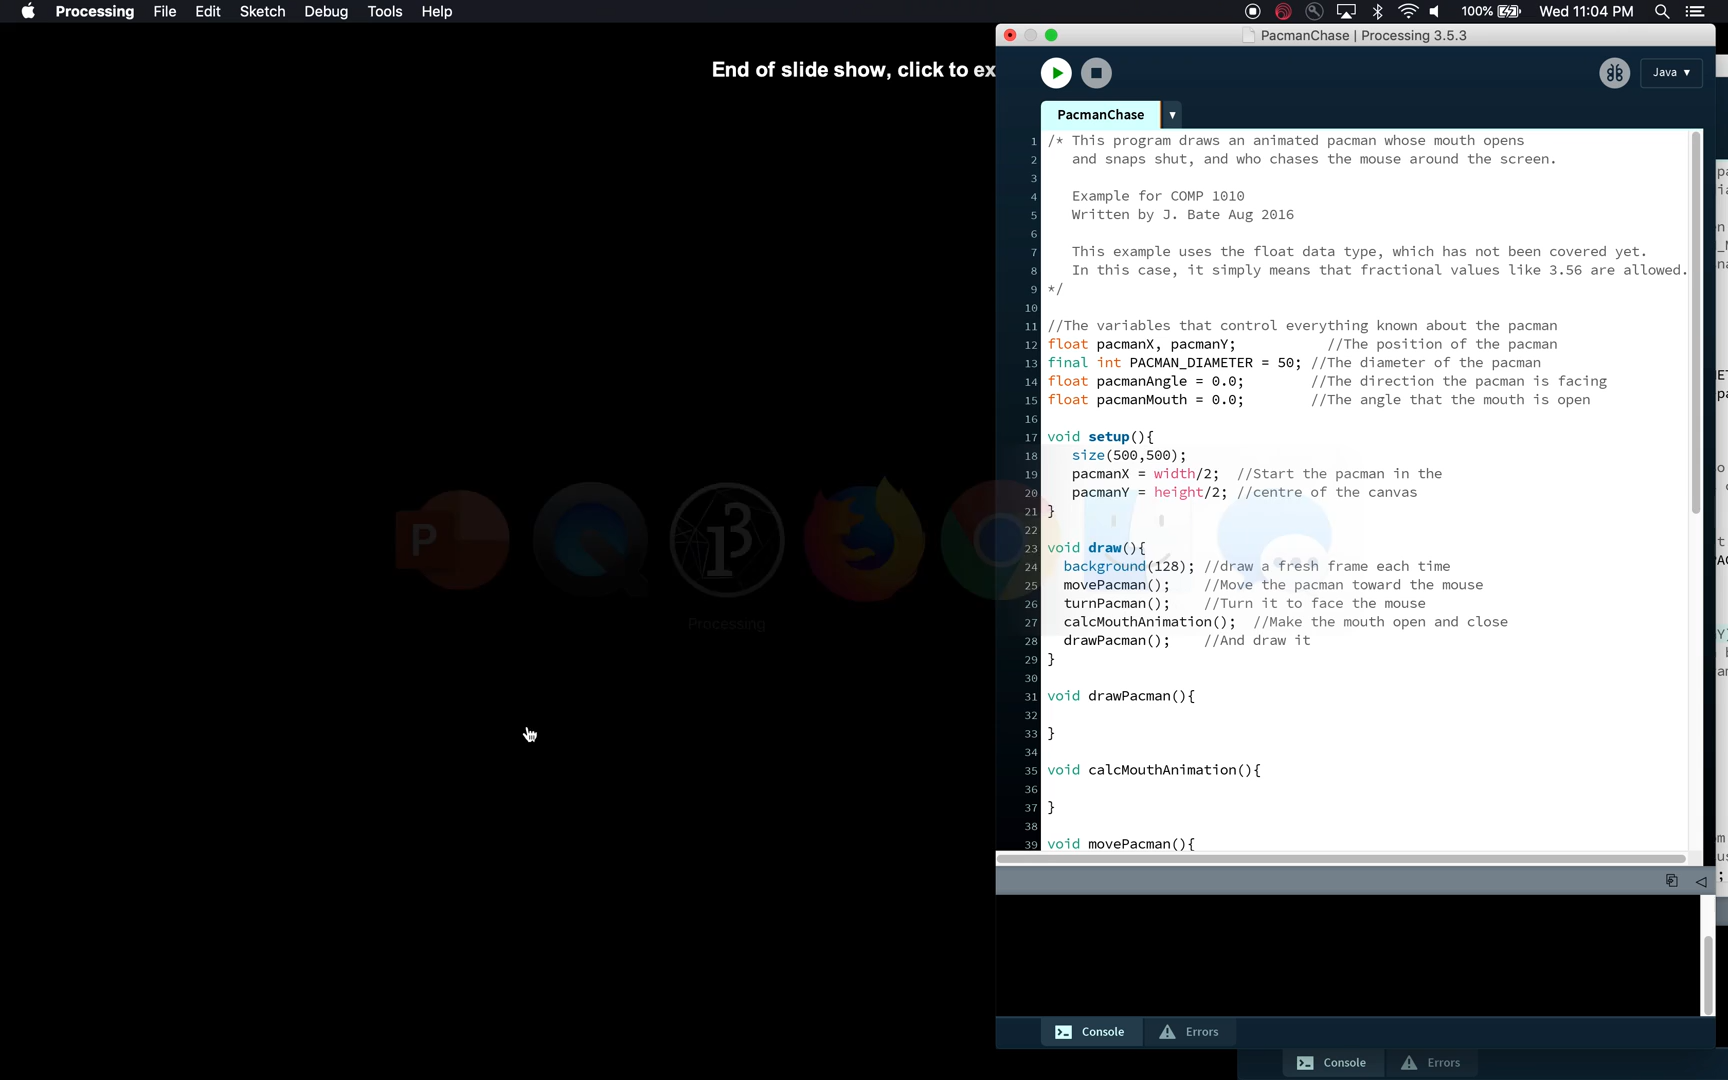 Processing File Edit Sketch Debug Tools Help 100% Wed 11:04 PM
PacmanChase | Processing 3.5.3
End of slide show, click to ex
Java ▼
PacmanChase ▼
1 /* This program draws an animated pacman whose mouth opens
2 and snaps shut, and who chases the mouse around the screen.
3
4 Example for COMP 1010
5 Written by J. Bate Aug 2016
6
7 This example uses the float data type, which has not been covered yet.
8 In this case, it simply means that fractional values like 3.56 are allowed.
9 */
10
11 //The variables that control everything known about the pacman
12 float pacmanX, pacmanY; //The position of the pacman
13 final int PACMAN_DIAMETER = 50; //The diameter of the pacman
14 float pacmanAngle = 0.0; //The direction the pacman is facing
15 float pacmanMouth = 0.0; //The angle that the mouth is open
16
17 void setup(){
18 size(500,500);
19 pacmanX = width/2; //Start the pacman in the
20 pacmanY = height/2; //centre of the canvas
21 }
22
23 void draw(){
24 background(128); //draw a fresh frame each time
25 movePacman(); //Move the pacman toward the mouse
26 turnPacman(); //Turn it to face the mouse
27 calcMouthAnimation(); //Make the mouth open and close
28 drawPacman(); //And draw it
29 }
30
31 void drawPacman(){
32
33 }
34
35 void calcMouthAnimation(){
36
37 }
38
39 void movePacman(){
P
Processing
Console Errors
Console Errors